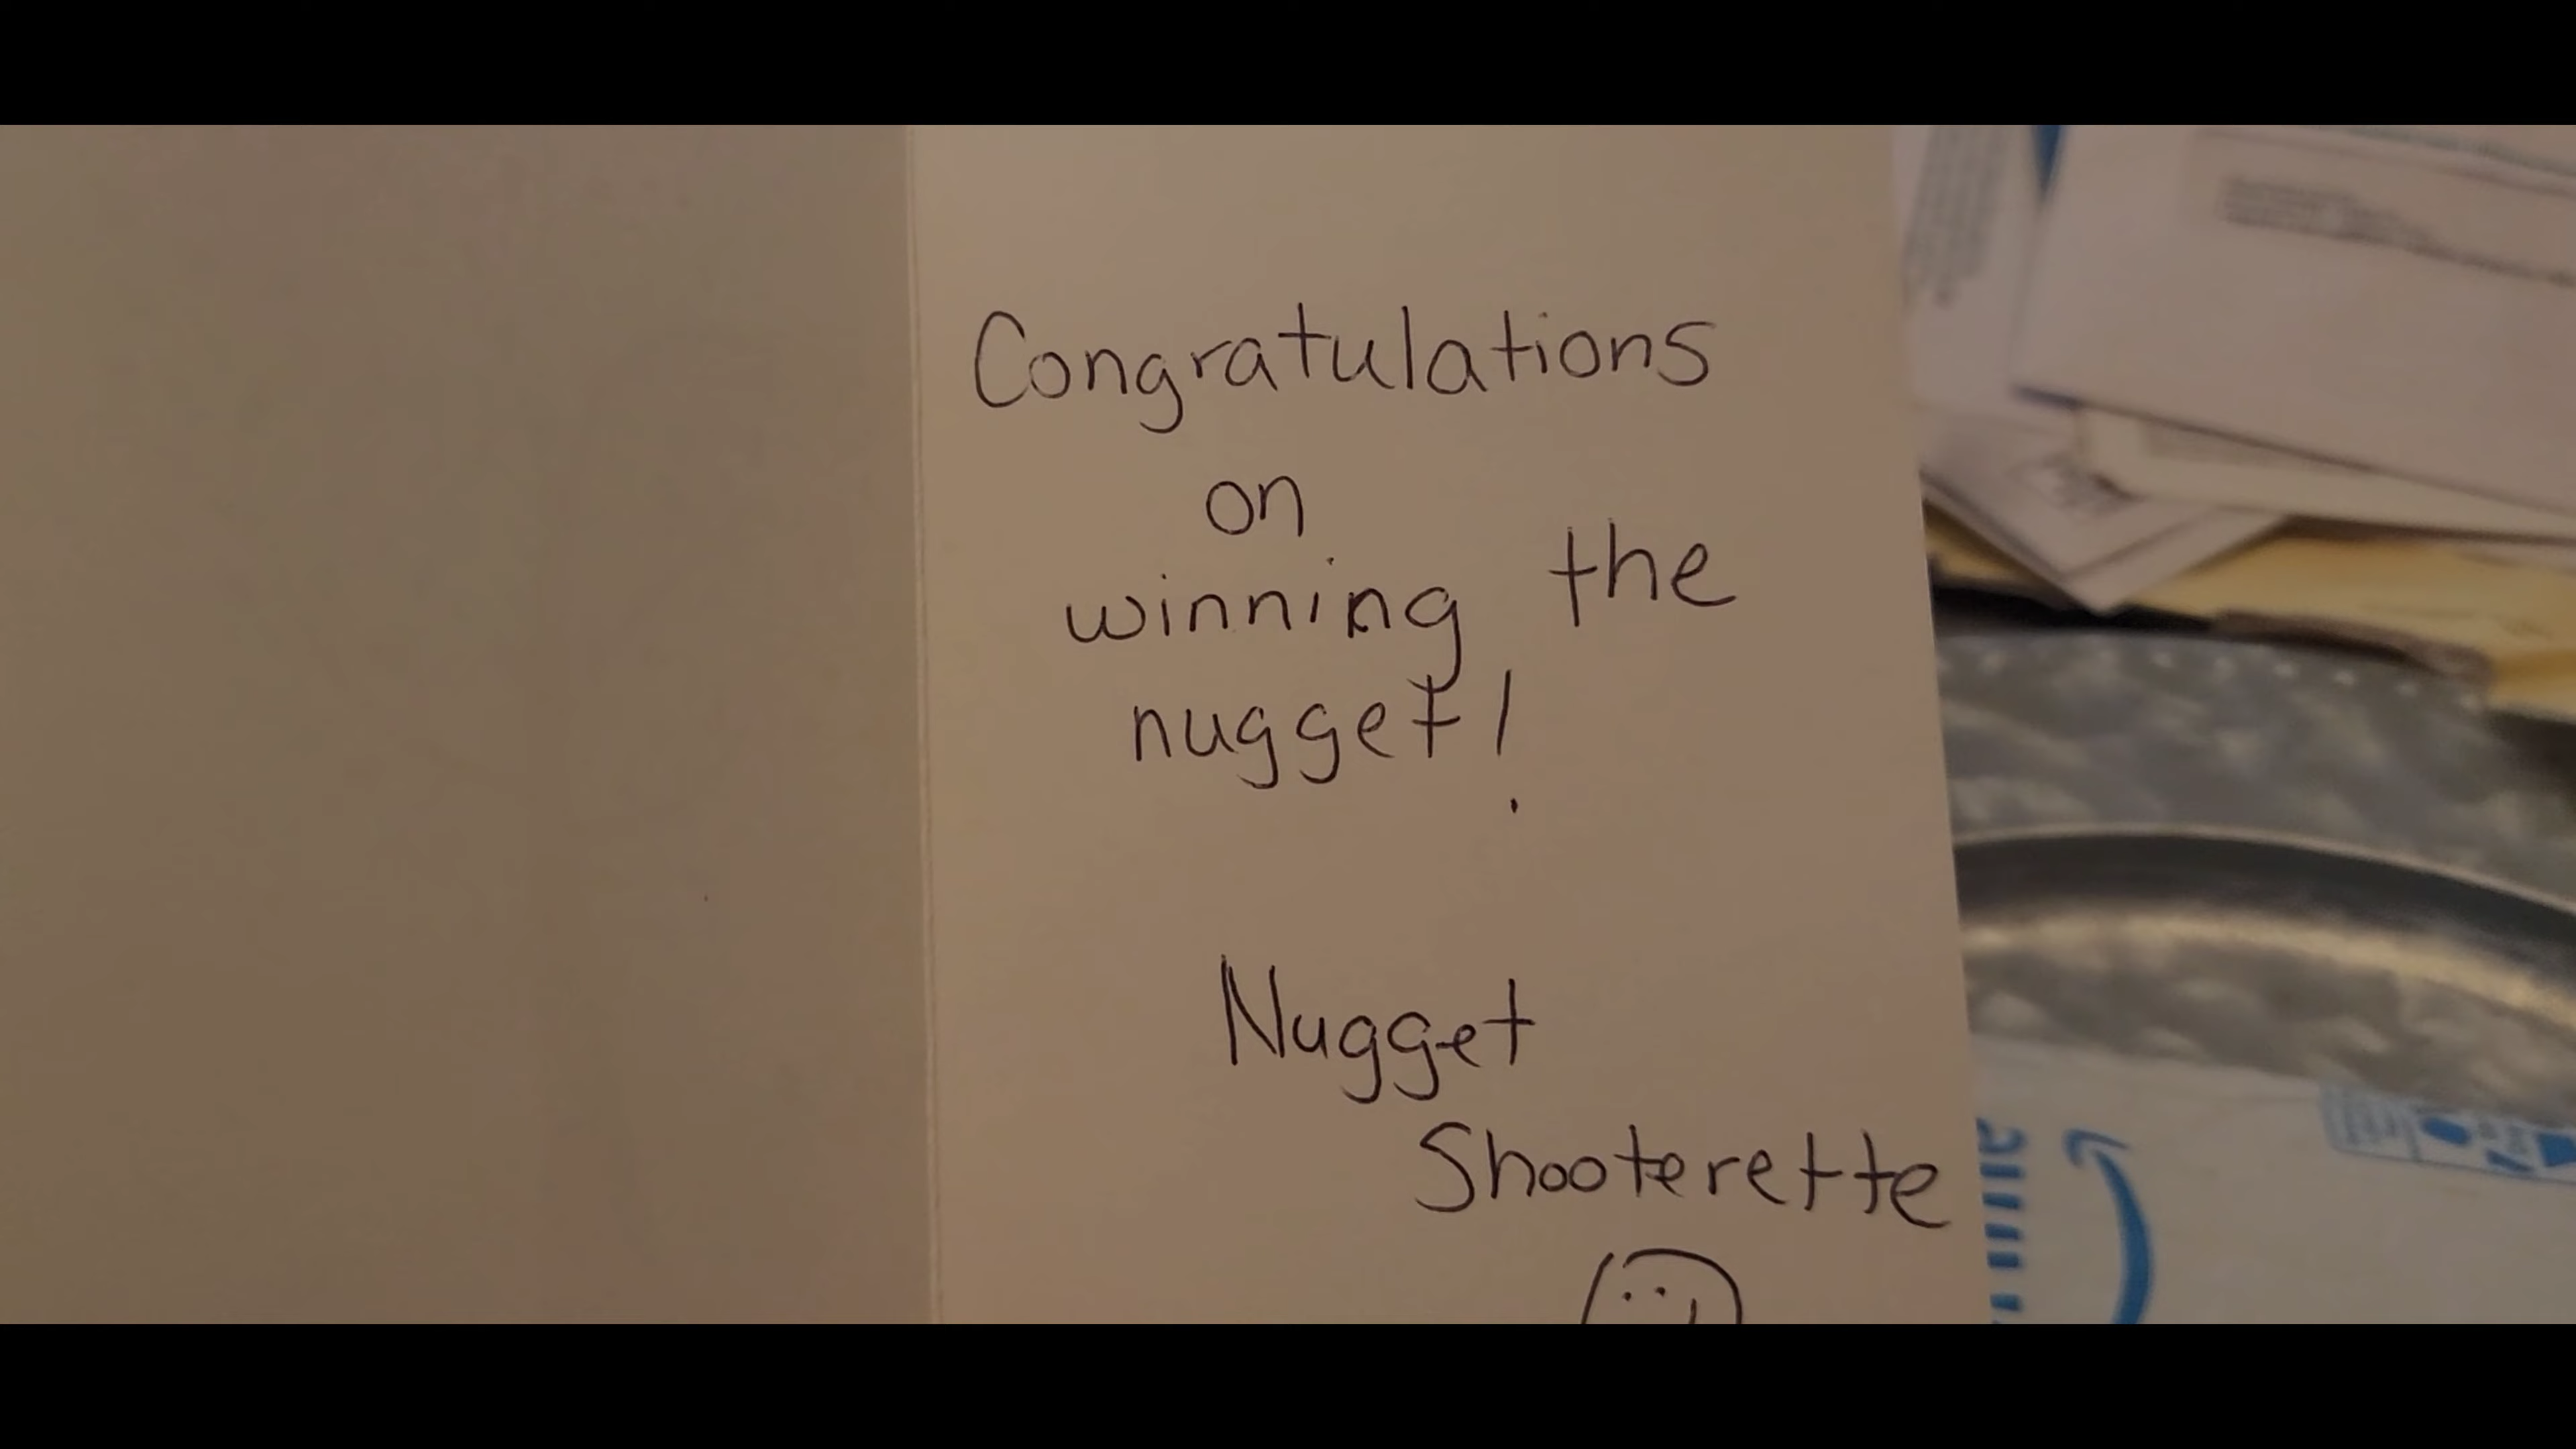 Congratulations
on
winning the
nugget!
Nugget
Shooterette